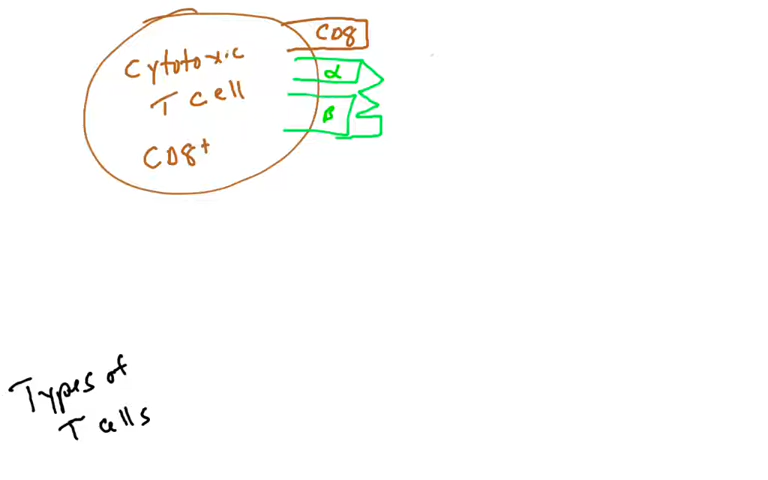 CD8
Cytotoxic
α
T cell
β
CD8+
Types of
T cells